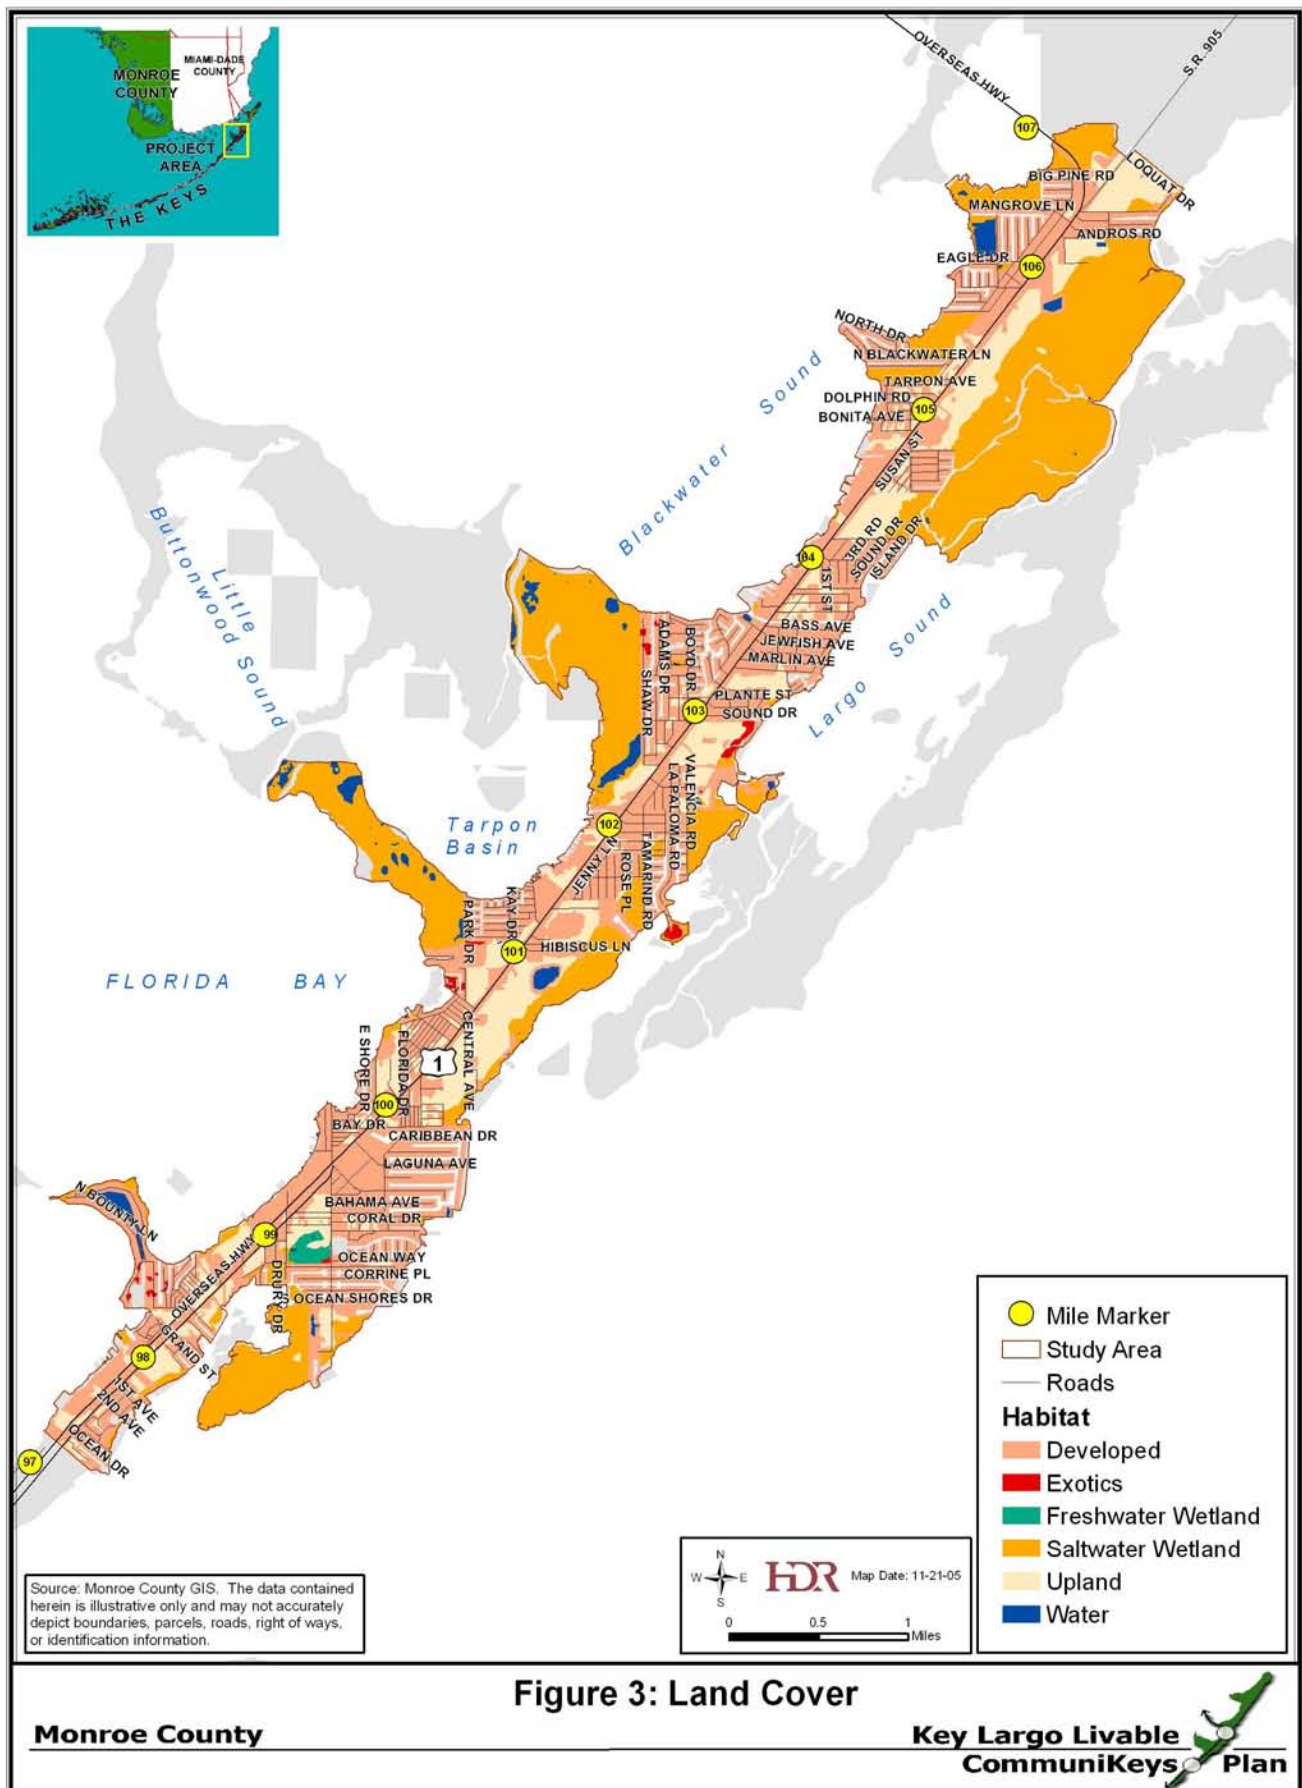 MIAMI-DADE
COUNTY
MONROE
COUNTY
PROJECT
AREA
THE KEYS
OVERSEAS HWY
S.R. 905
107
BIG PINE RD
LOQUAT DR
MANGROVE LN
ANDROS RD
EAGLE DR
106
NORTH DR
N BLACKWATER LN
TARPON AVE
DOLPHIN RD
105
BONITA AVE
SUSAN ST
Blackwater Sound
Little
Buttonwood Sound
104
3RD RD
SOUND DR
ISLAND DR
1ST ST
BASS AVE
JEWFISH AVE
MARLIN AVE
Largo Sound
ADAMS DR
BOYD DR
SHAW DR
PLANTE ST
103
SOUND DR
VALENCIA RD
LA PALOMA RD
Tarpon
Basin
102
JENNY LN
TAMARIND RD
ROSE PL
KAY DR
PARK DR
101
HIBISCUS LN
FLORIDA BAY
CENTRAL AVE
E SHORE DR
FLORIDA DR
1
100
BAY DR
CARIBBEAN DR
LAGUNA AVE
N BOUNTY LN
BAHAMA AVE
CORAL DR
99
OVERSEAS HWY
OCEAN WAY
DRURY DR
CORRINE PL
S OCEAN SHORES DR
GRAND ST
98
1ST AVE
2ND AVE
OCEAN DR
97
Mile Marker
Study Area
Roads
Habitat
Developed
Exotics
Freshwater Wetland
Saltwater Wetland
Upland
Water
N
W E
S
HDR
Map Date: 11-21-05
0 0.5 1
Miles
Source: Monroe County GIS. The data contained
herein is illustrative only and may not accurately
depict boundaries, parcels, roads, right of ways,
or identification information.
Figure 3: Land Cover
Monroe County
Key Largo Livable
CommuniKeys Plan